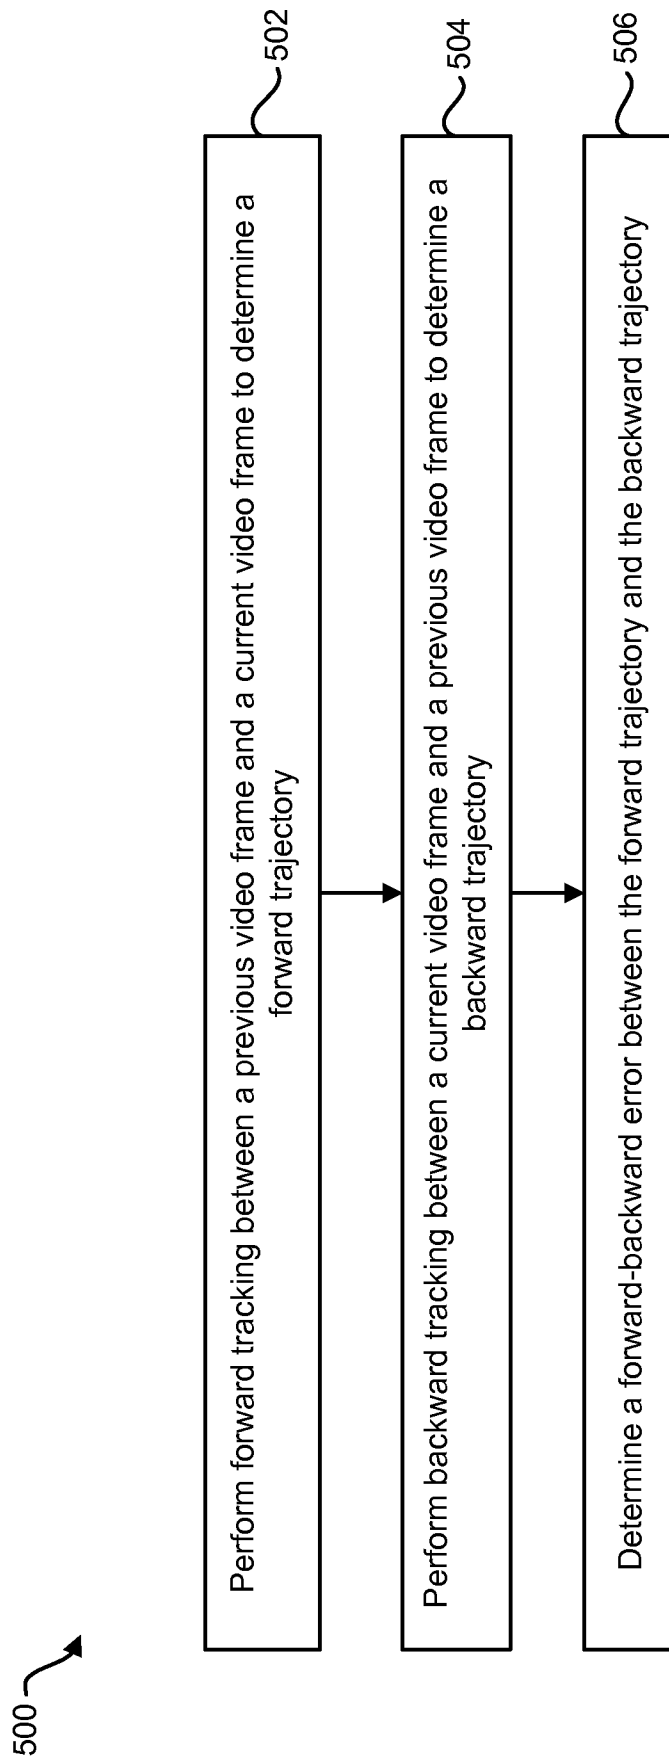 500
Perform forward tracking between a previous video frame and a current video frame to determine a
forward trajectory
502
Perform backward tracking between a current video frame and a previous video frame to determine a
backward trajectory
504
Determine a forward-backward error between the forward trajectory and the backward trajectory
506